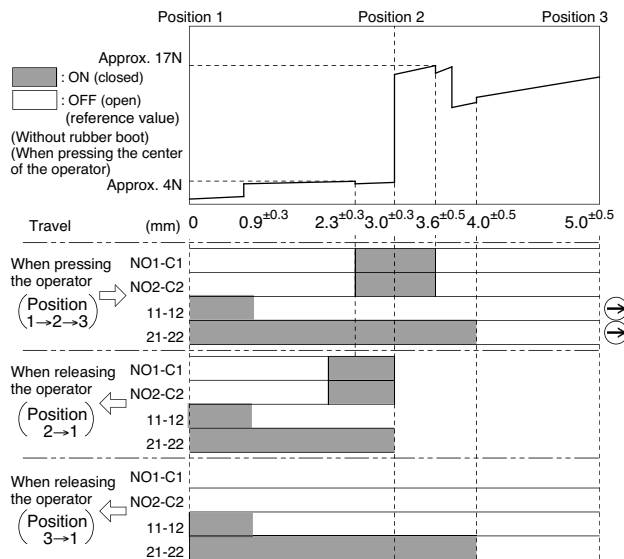 Position 1 Position 2 Position 3
Approx. 17N
: ON (closed)
: OFF (open)
(reference value)
(Without rubber boot)
(When pressing the center
of the operator)
Approx. 4N
Travel (mm) 0 0.9±0.3 2.3±0.3 3.0±0.3 3.6±0.5 4.0±0.5 5.0±0.5
When pressing
the operator
(Position
1→2→3)
NO1-C1
NO2-C2
11-12
21-22
When releasing
the operator
(Position
2→1)
NO1-C1
NO2-C2
11-12
21-22
When releasing
the operator
(Position
3→1)
NO1-C1
NO2-C2
11-12
21-22